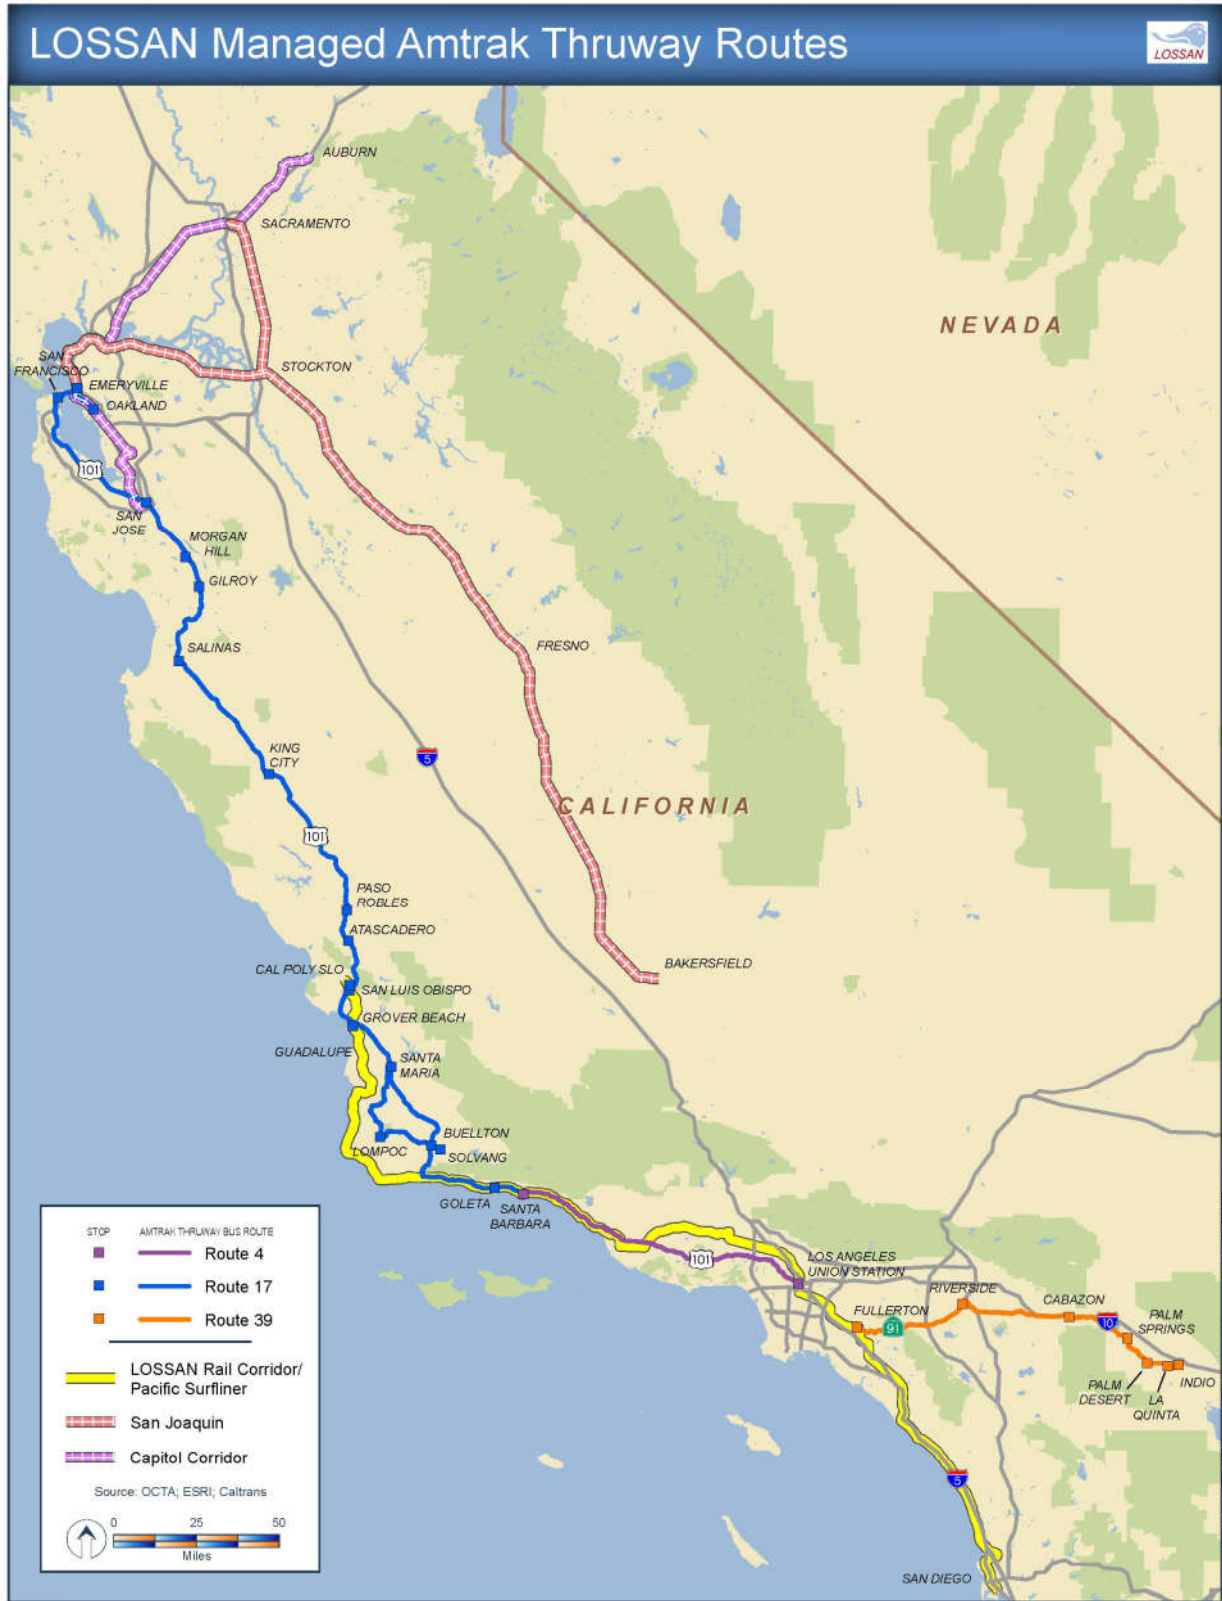 LOSSAN Managed Amtrak Thruway Routes
LOSSAN
AUBURN
SACRAMENTO
NEVADA
SAN
FRANCISCO
STOCKTON
EMERYVILLE
OAKLAND
101
SAN
JOSE
MORGAN
HILL
GILROY
FRESNO
SALINAS
KING
CITY
5
CALIFORNIA
101
PASO
ROBLES
ATASCADERO
BAKERSFIELD
CAL POLY SLO
SAN LUIS OBISPO
GROVER BEACH
GUADALUPE
SANTA
MARIA
BUELLTON
LOMPOC
SOLVANG
GOLETA
SANTA
BARBARA
101
LOS ANGELES
UNION STATION
RIVERSIDE
FULLERTON
91
CABAZON
10
PALM
SPRINGS
PALM
DESERT
LA
QUINTA
INDIO
5
SAN DIEGO
STOP
AMTRAK THRUWAY BUS ROUTE
Route 4
Route 17
Route 39
LOSSAN Rail Corridor/
Pacific Surfliner
San Joaquin
Capitol Corridor
Source: OCTA; ESRI; Caltrans
0 25 50
Miles